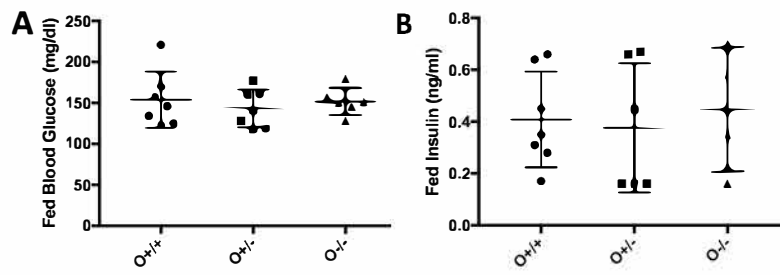 A
Fed Blood Glucose (mg/dl)
250
200
150
100
50
0
O+/+
O+/-
O-/-
B
Fed Insulin (ng/ml)
0.8
0.6
0.4
0.2
0.0
O+/+
O+/-
O-/-